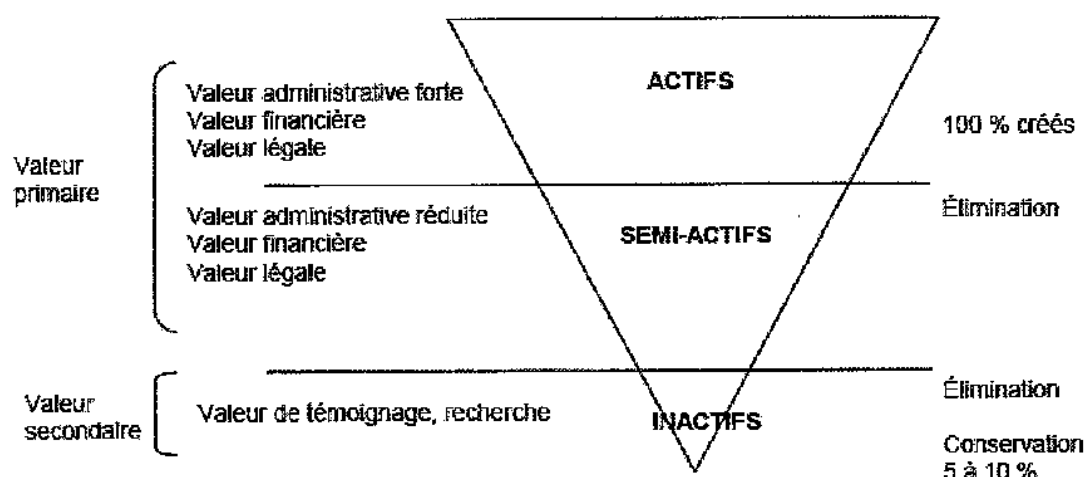 ACTIFS
Valeur administrative forte
Valeur financière
Valeur légale
100 % créés
Valeur
primaire
Élimination
Valeur administrative réduite
Valeur financière
Valeur légale
SEMI-ACTIFS
Élimination
Valeur
secondaire
Valeur de témoignage, recherche
INACTIFS
Conservation
5 à 10 %